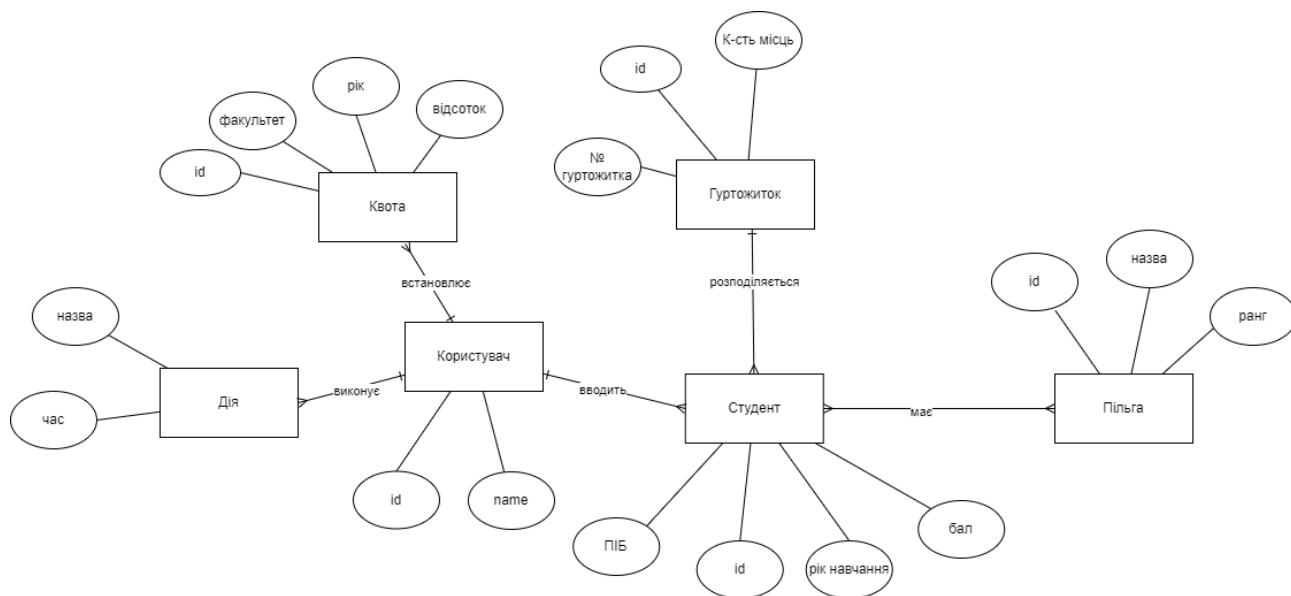 К-сть місць
id
рік
відсоток
факультет
id
№
гуртожитка
Гуртожиток
Квота
встановлює
розподіляється
назва
id
ранг
назва
Користувач
виконує
вводить
Дія
час
Студент
має
Пільга
id
name
ПІБ
id
рік навчання
бал